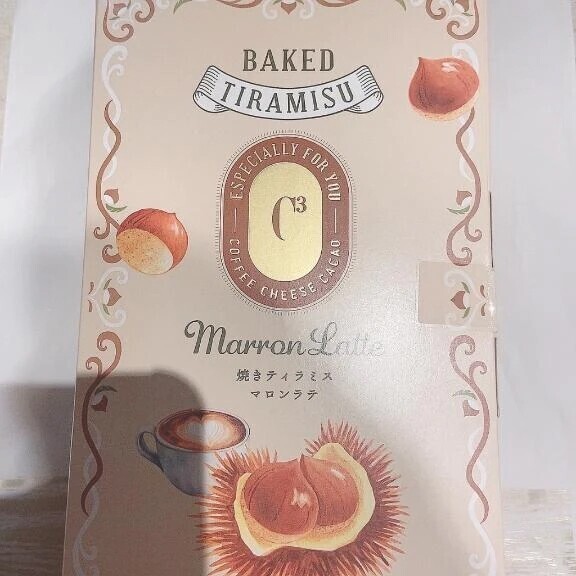 BAKED
TIRAMISU
ESPECIALLY FOR YOU
C³
COFFEE CHEESE CACAO
Marron Latte
焼きティラミス
マロンラテ